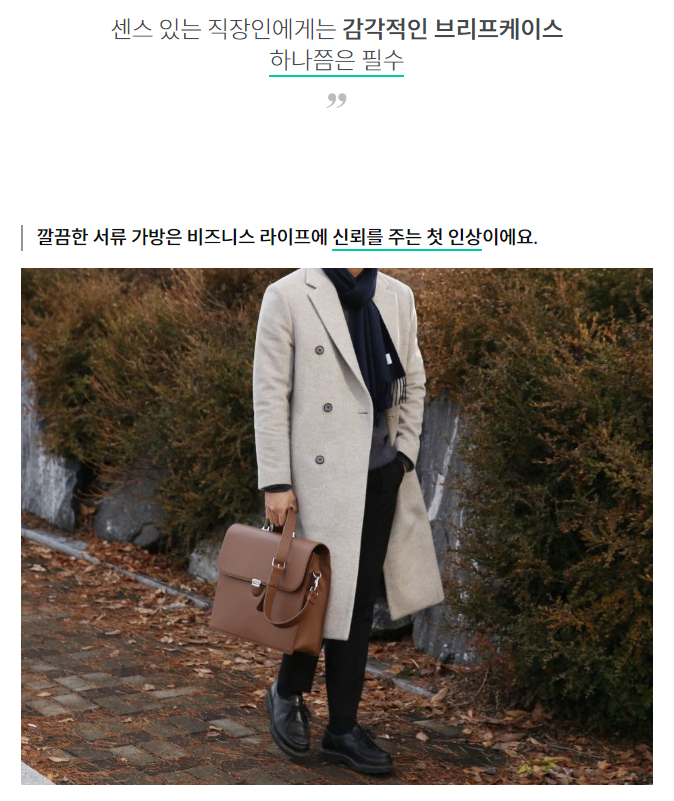 센스 있는 직장인에게는 감각적인 브리프케이스
하나쯤은 필수
”
깔끔한 서류 가방은 비즈니스 라이프에 신뢰를 주는 첫 인상이에요.